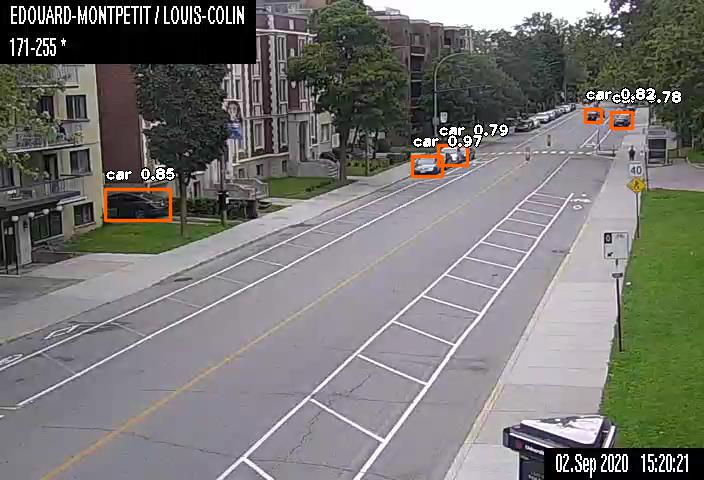 EDOUARD-MONTPETIT / LOUIS-COLIN
171-255 *
car 0.82
0.78
car 0.79
car 0.97
40
car 0.85
02.Sep 2020 15:20:21